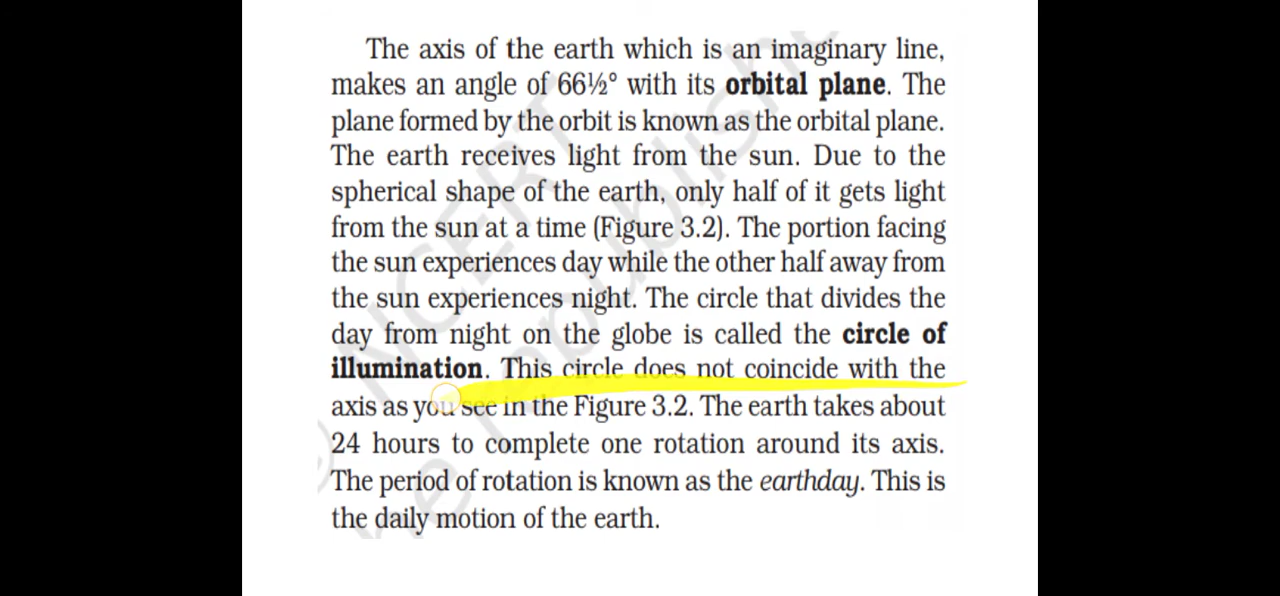 The axis of the earth which is an imaginary line,
makes an angle of 66½° with its orbital plane. The
plane formed by the orbit is known as the orbital plane.
The earth receives light from the sun. Due to the
spherical shape of the earth, only half of it gets light
from the sun at a time (Figure 3.2). The portion facing
the sun experiences day while the other half away from
the sun experiences night. The circle that divides the
day from night on the globe is called the circle of
illumination. This circle does not coincide with the
axis as you see in the Figure 3.2. The earth takes about
24 hours to complete one rotation around its axis.
The period of rotation is known as the earthday. This is
the daily motion of the earth.
© NCERT